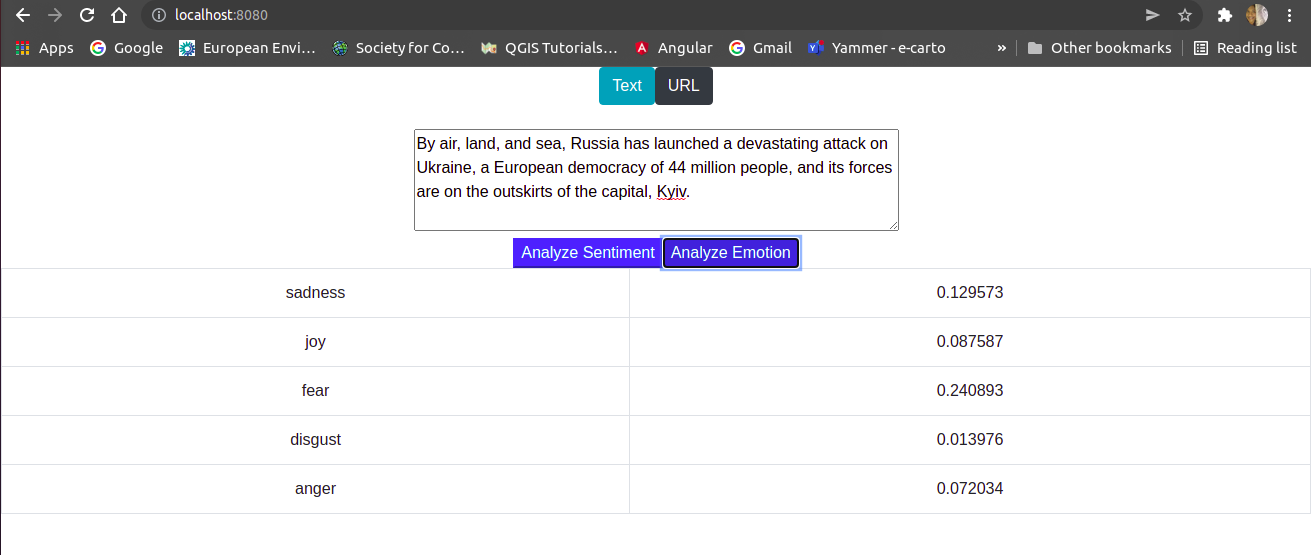 localhost:8080
Apps Google European Envi... Society for Co... QGIS Tutorials... Angular Gmail Yammer - e-carto » Other bookmarks Reading list
Text URL
By air, land, and sea, Russia has launched a devastating attack on
Ukraine, a European democracy of 44 million people, and its forces
are on the outskirts of the capital, Kyiv.
Analyze Sentiment Analyze Emotion
sadness 0.129573
joy 0.087587
fear 0.240893
disgust 0.013976
anger 0.072034